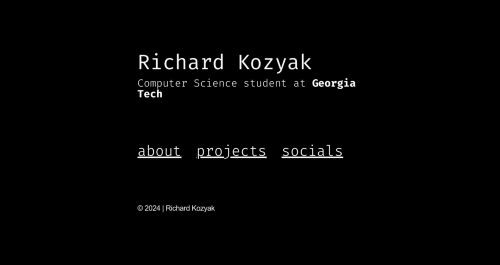 Richard Kozyak
Computer Science student at Georgia
Tech
about projects socials
© 2024 | Richard Kozyak